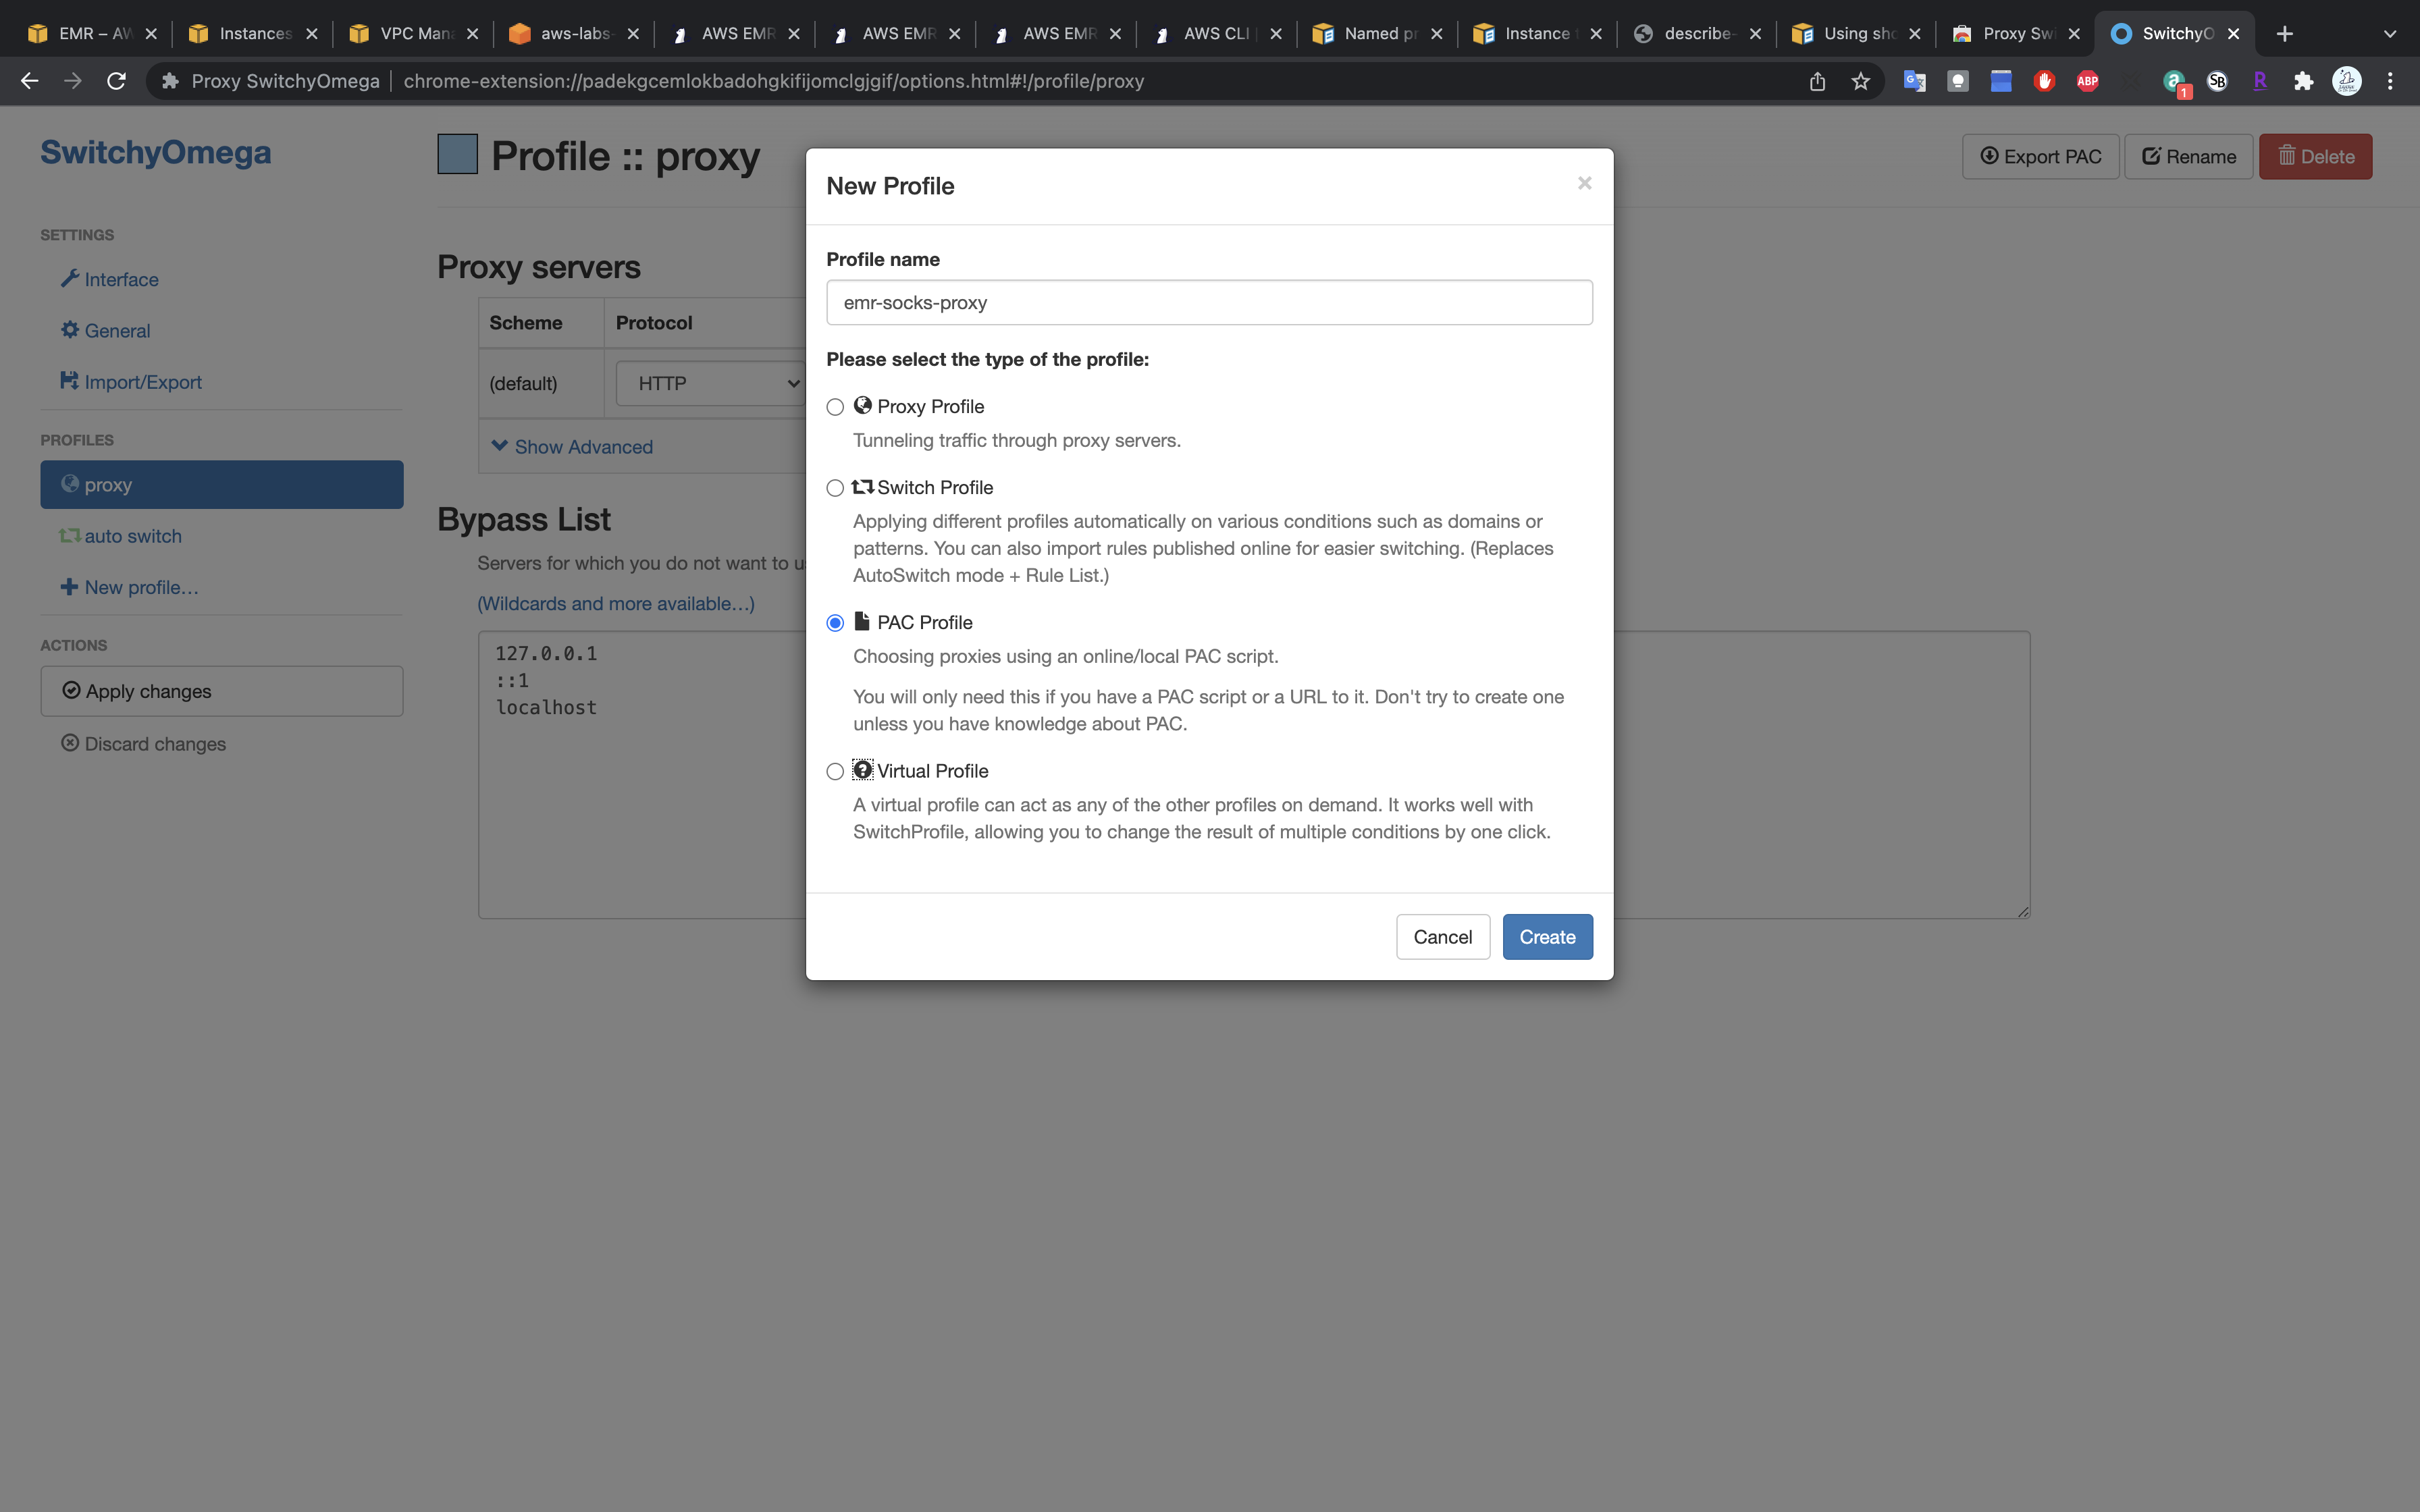 EMR – AW
Instances
VPC Mana
aws-labs-
AWS EMR
AWS EMR
AWS EMR
AWS CLI
Named pr
Instance
describe-
Using sho
Proxy Swi
SwitchyO
Proxy SwitchyOmega
chrome-extension://padekgcemlokbadohgkifijomclgjgif/options.html#!/profile/proxy
ABP
1
SB
R
SwitchyOmega
Profile :: proxy
Export PAC
Rename
Delete
SETTINGS
Interface
General
Import/Export
PROFILES
proxy
auto switch
New profile…
ACTIONS
Apply changes
Discard changes
Proxy servers
Scheme
Protocol
(default)
HTTP
Show Advanced
Bypass List
Servers for which you do not want to u
(Wildcards and more available…)
127.0.0.1
::1
localhost
New Profile
×
Profile name
emr-socks-proxy
Please select the type of the profile:
Proxy Profile
Tunneling traffic through proxy servers.
Switch Profile
Applying different profiles automatically on various conditions such as domains or
patterns. You can also import rules published online for easier switching. (Replaces
AutoSwitch mode + Rule List.)
PAC Profile
Choosing proxies using an online/local PAC script.
You will only need this if you have a PAC script or a URL to it. Don't try to create one
unless you have knowledge about PAC.
Virtual Profile
A virtual profile can act as any of the other profiles on demand. It works well with
SwitchProfile, allowing you to change the result of multiple conditions by one click.
Cancel
Create